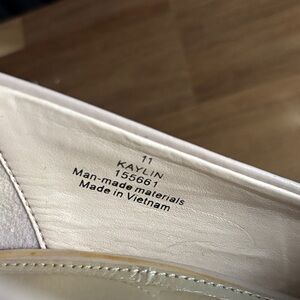 11
KAYLIN
155661
Man-made materials
Made in Vietnam